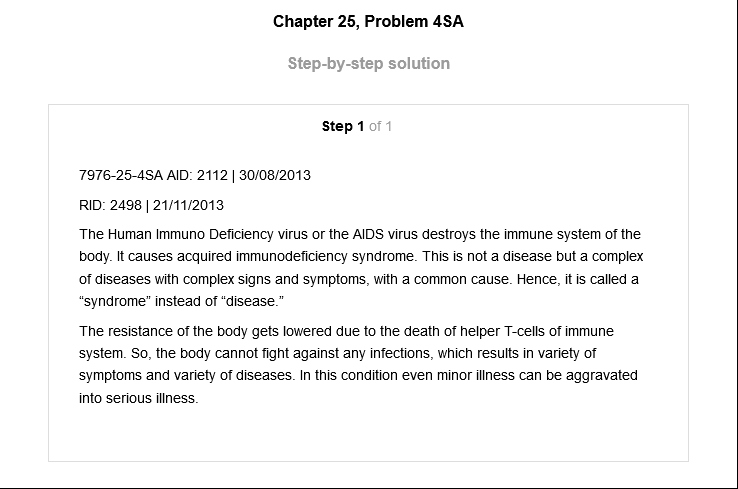 Chapter 25, Problem 4SA
Step-by-step solution
Step 1 of 1
7976-25-4SA AID: 2112 | 30/08/2013
RID: 2498 | 21/11/2013
The Human Immuno Deficiency virus or the AIDS virus destroys the immune system of the
body. It causes acquired immunodeficiency syndrome. This is not a disease but a complex
of diseases with complex signs and symptoms, with a common cause. Hence, it is called a
“syndrome” instead of “disease.”
The resistance of the body gets lowered due to the death of helper T-cells of immune
system. So, the body cannot fight against any infections, which results in variety of
symptoms and variety of diseases. In this condition even minor illness can be aggravated
into serious illness.